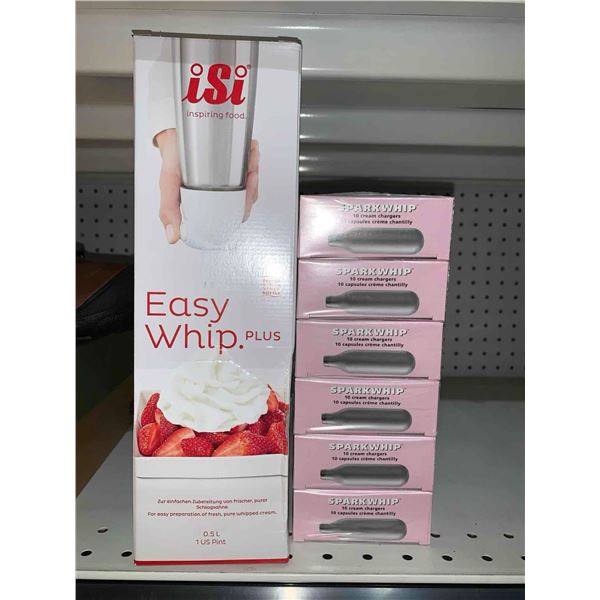 iSi
inspiring food.
Easy
Whip. PLUS
Zur einfachen Zubereitung von frischer, purer
Schlagsahne.
For easy preparation of fresh, pure whipped cream.
0.5 L
1 US Pint
SPARKWHIP
10 cream chargers
10 capsules crème chantilly
SPARKWHIP
10 cream chargers
10 capsules crème chantilly
SPARKWHIP
10 cream chargers
10 capsules crème chantilly
SPARKWHIP
10 cream chargers
10 capsules crème chantilly
SPARKWHIP
10 cream chargers
10 capsules crème chantilly
SPARKWHIP
10 cream chargers
10 capsules crème chantilly